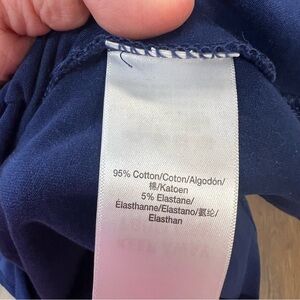 95% Cotton/Coton/Algodón/
棉/Katoen
5% Elastane/
Élasthanne/Elastano/氨纶/
Elasthan